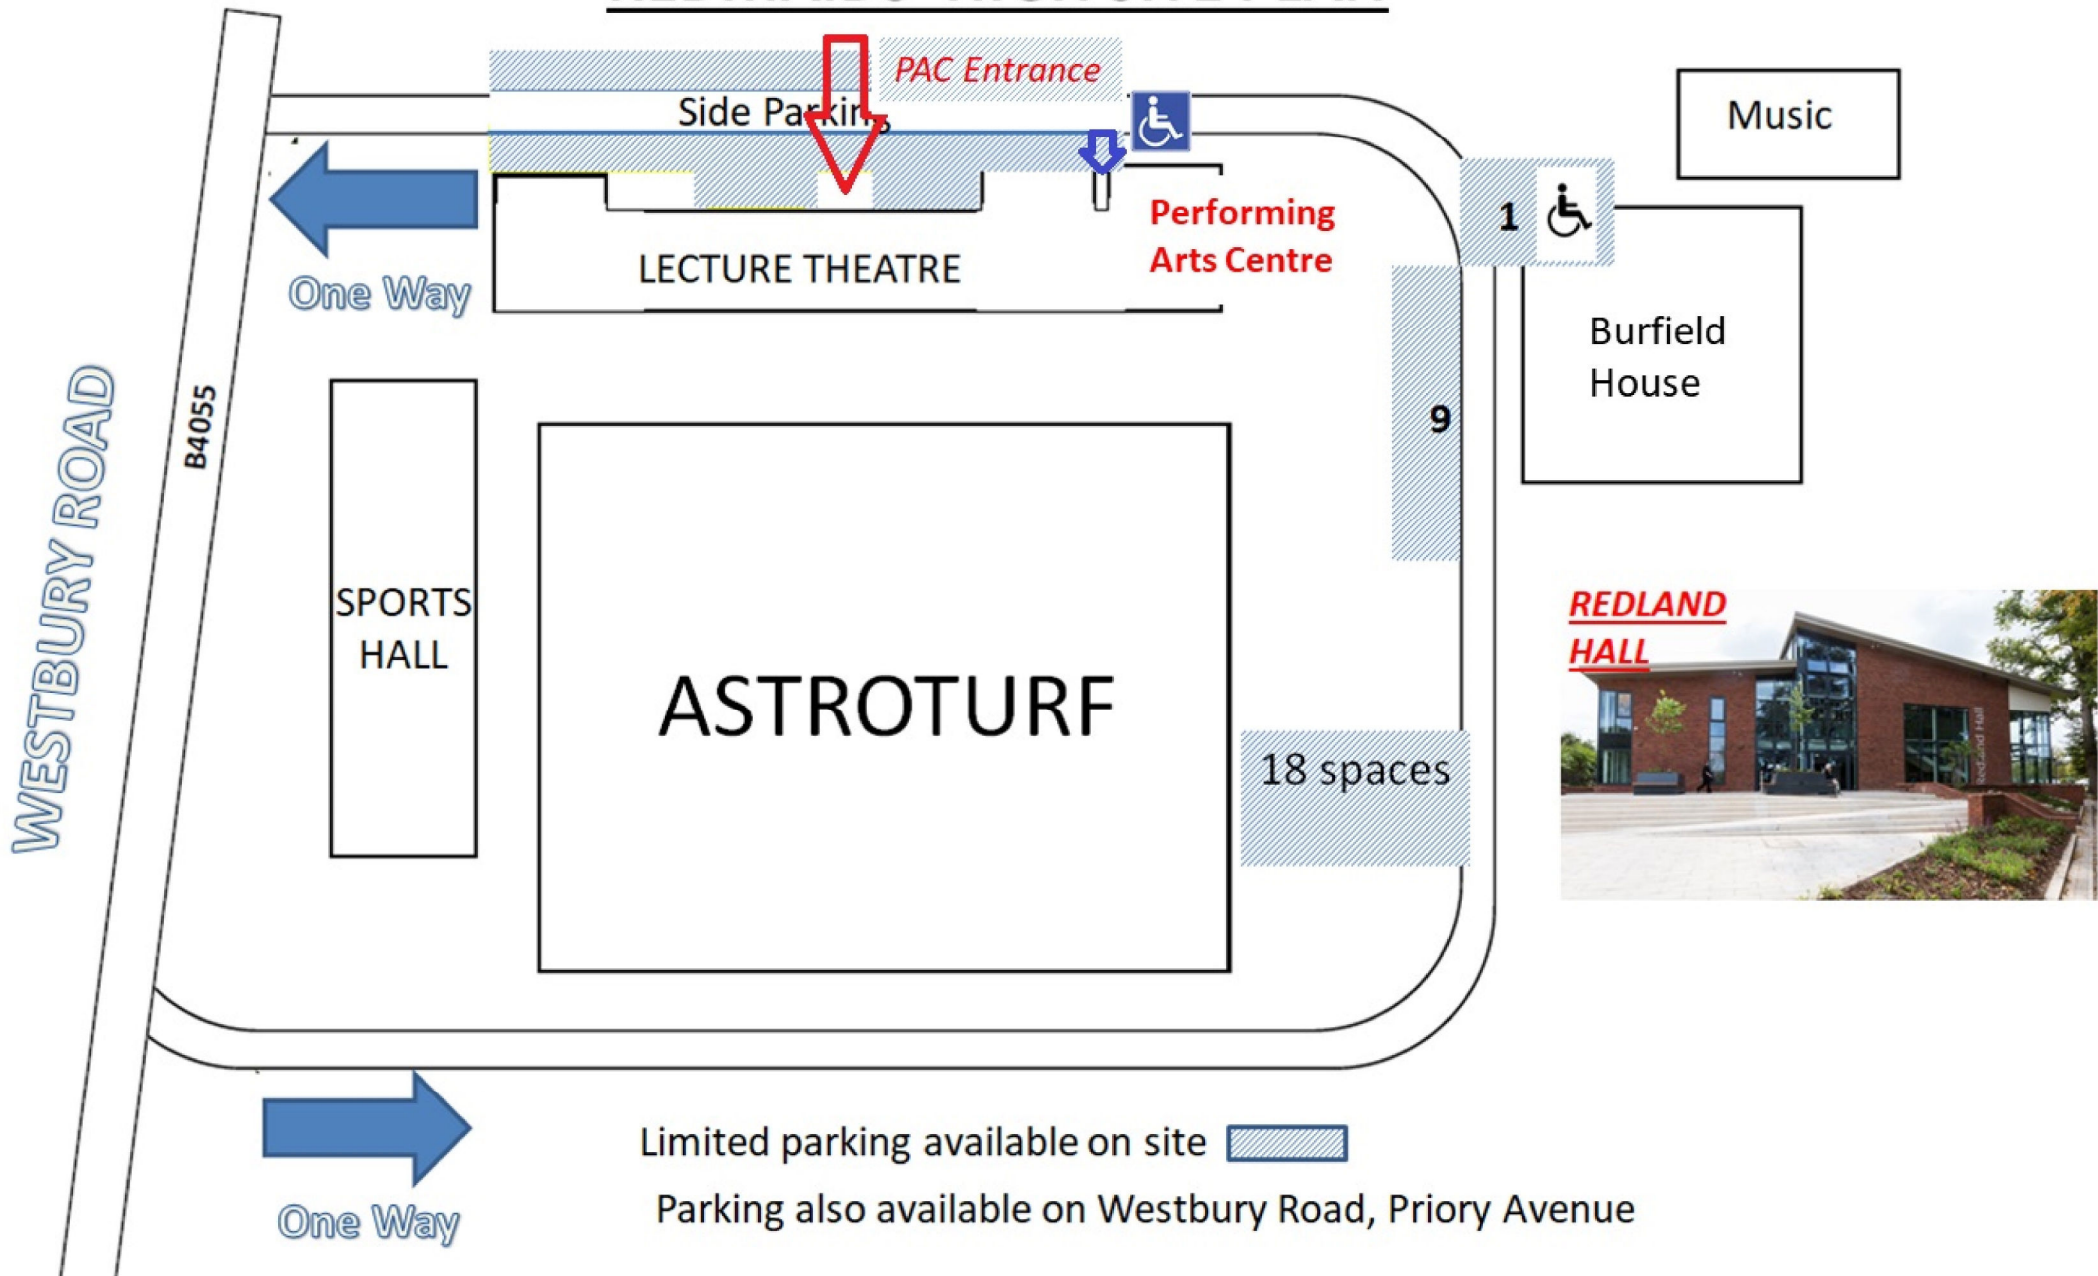 PAC Entrance
Side Parking
Music
1
Performing
Arts Centre
LECTURE THEATRE
One Way
Burfield
House
B4055
WESTBURY ROAD
9
SPORTS
HALL
REDLAND
HALL
ASTROTURF
Redland Hall
18 spaces
Limited parking available on site
One Way
Parking also available on Westbury Road, Priory Avenue